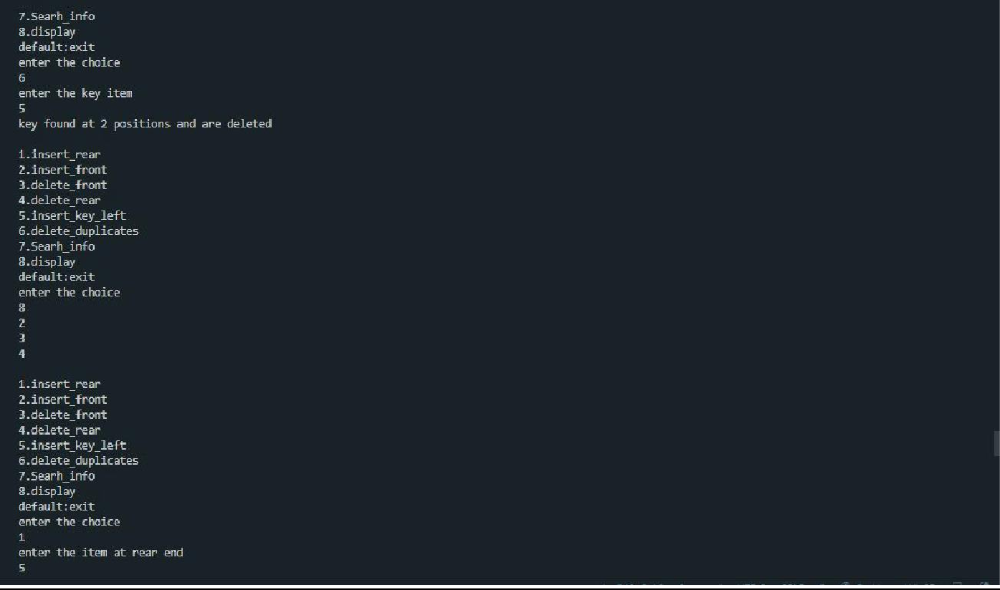 7.Searh_info
8.display
default:exit
enter the choice
6
enter the key item
5
key found at 2 positions and are deleted
1.insert_rear
2.insert_front
3.delete_front
4.delete_rear
5.insert_key_left
6.delete_duplicates
7.Searh_info
8.display
default:exit
enter the choice
8
2
3
4
1.insert_rear
2.insert_front
3.delete_front
4.delete_rear
5.insert_key_left
6.delete_duplicates
7.Searh_info
8.display
default:exit
enter the choice
1
enter the item at rear end
5